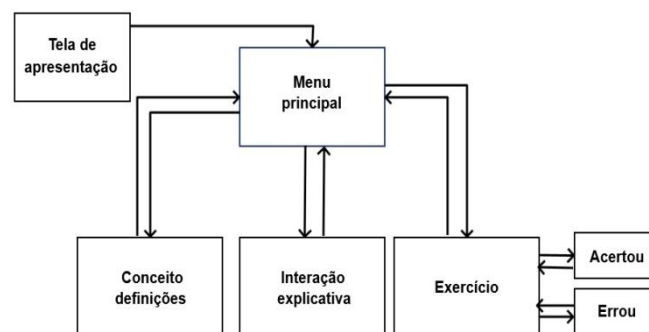 Tela de
apresentação
Menu
principal
Conceito
definições
Interação
explicativa
Exercício
Acertou
Errou